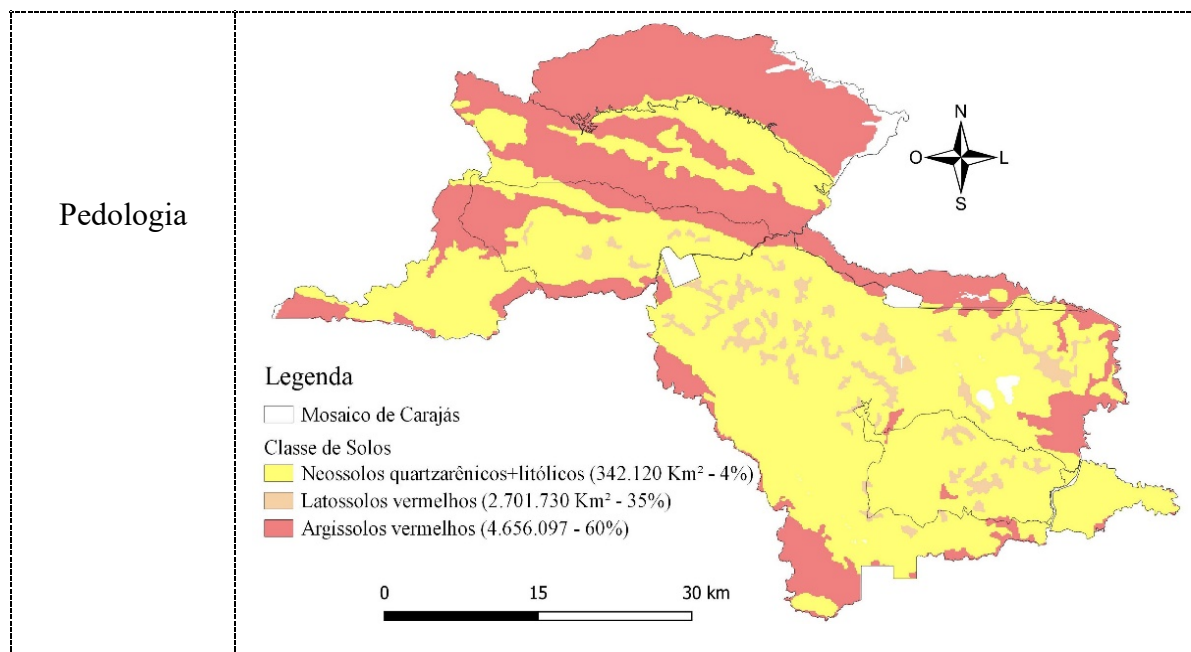 Pedologia
N
O
L
S
Legenda
Mosaico de Carajás
Classe de Solos
Neossolos quartzarênicos+litólicos (342.120 Km² - 4%)
Latossolos vermelhos (2.701.730 Km² - 35%)
Argissolos vermelhos (4.656.097 - 60%)
0 15 30 km